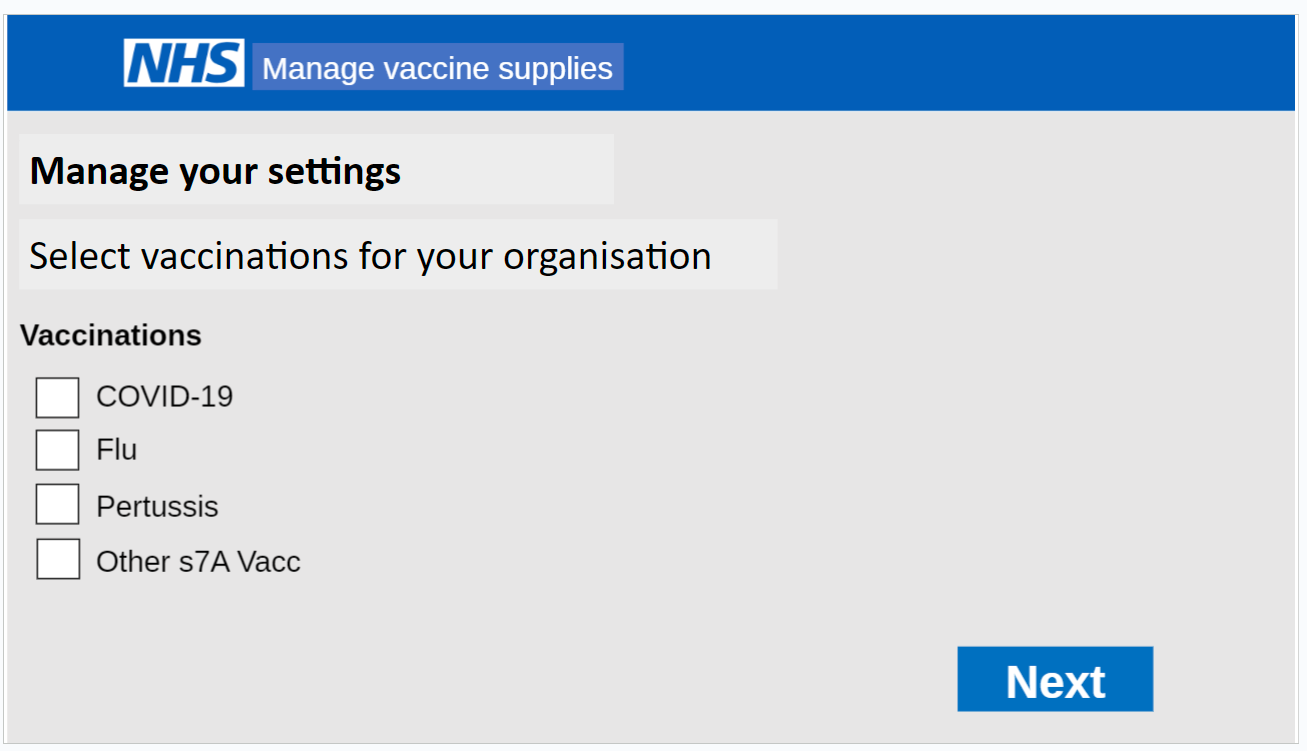 NHS Manage vaccine supplies
Manage your settings
Select vaccinations for your organisation
Vaccinations
COVID-19
Flu
Pertussis
Other s7A Vacc
Next